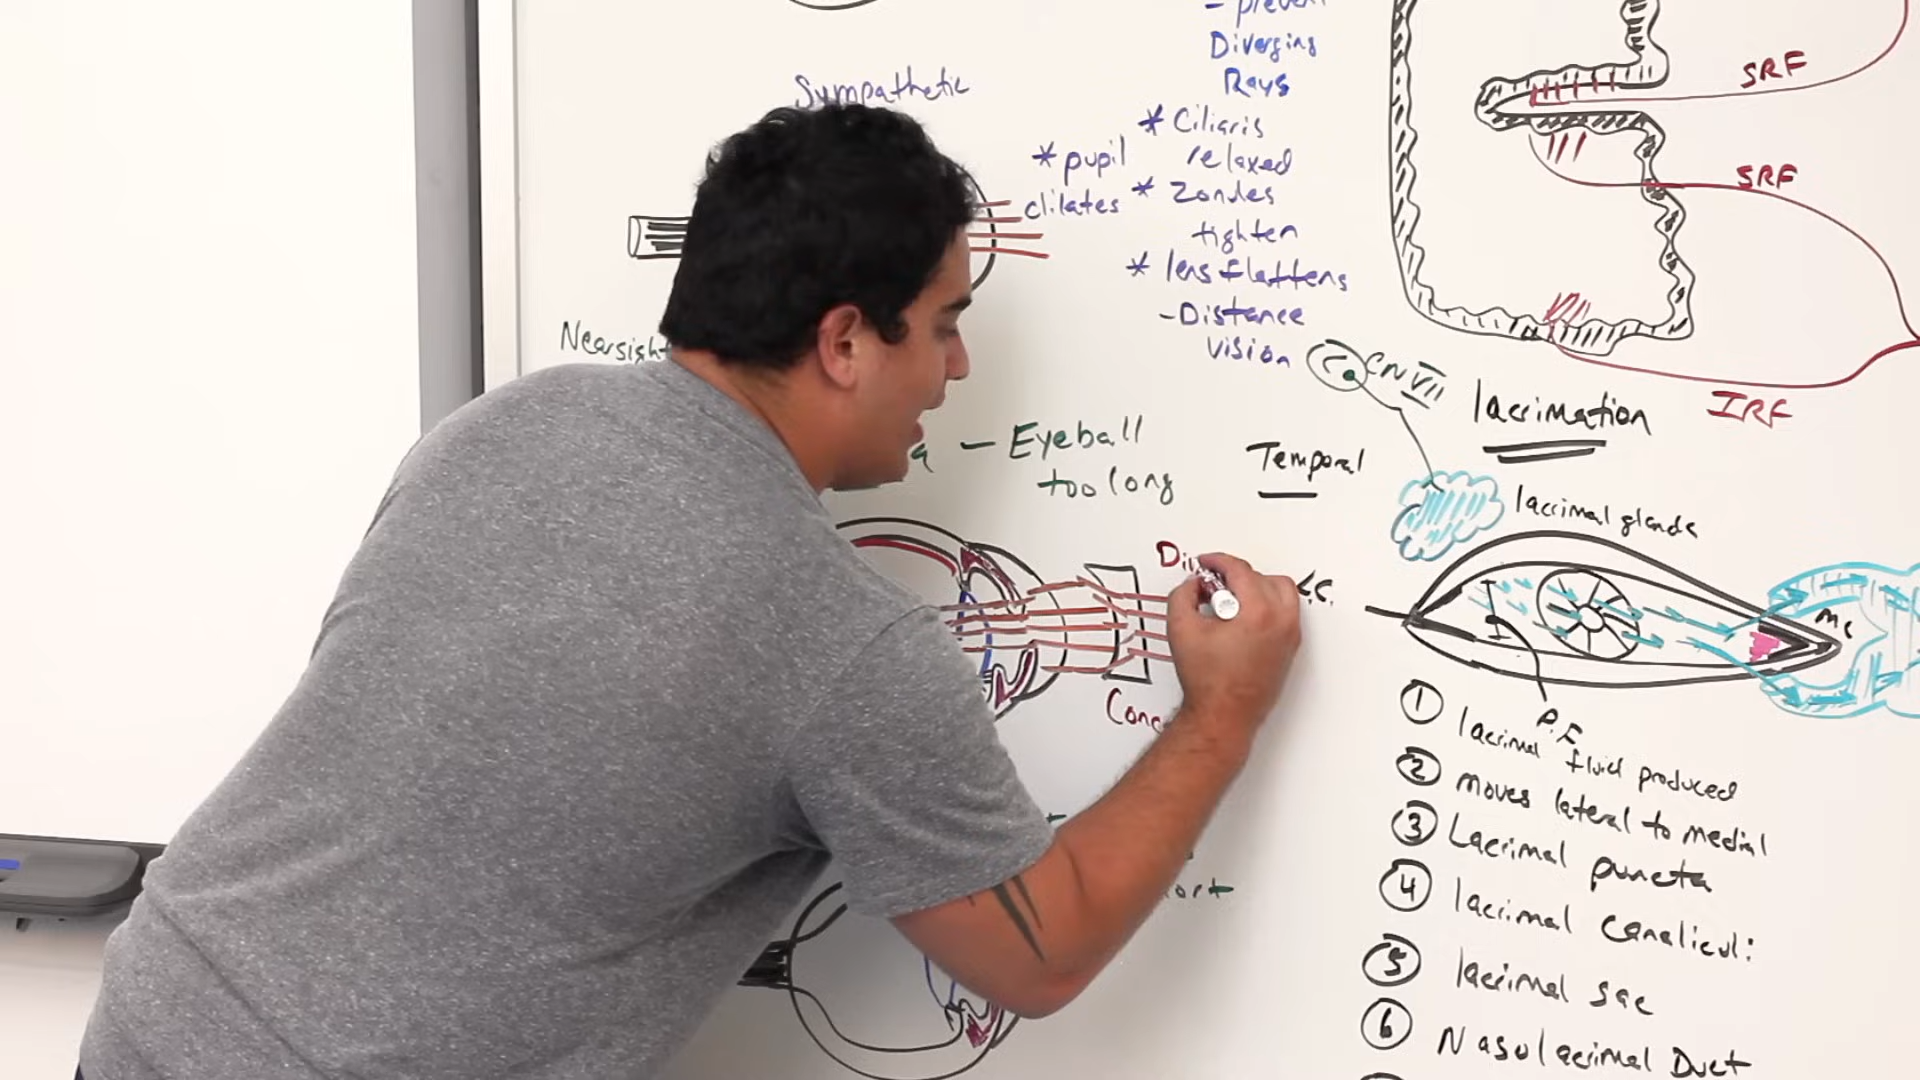 Sympathetic
- prevent
Diverging
Rays
* Ciliaris
relaxed
* Zonules
tighten
* lens flattens
- Distance
vision
* pupil
dilates
SRF
SRF
IRF
CN VII
lacrimation
lacrimal glands
Temporal
L.C.
M C
P.F
Nearsight
a - Eyeball
too long
Div
Conc
ort
1 lacrimal fluid produced
2 moves lateral to medial
3 Lacrimal puncta
4 lacrimal canaliculi
5 lacrimal sac
6 Nasolacrimal Duct